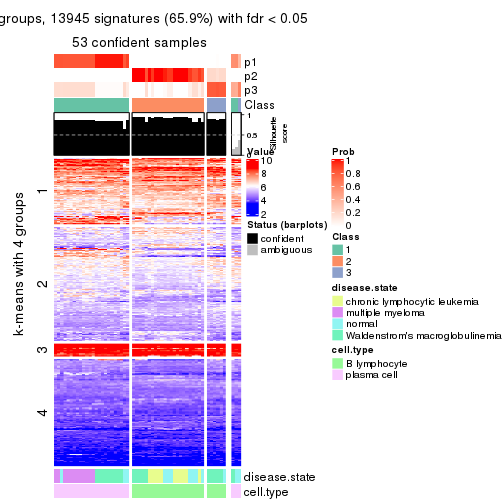 groups, 13945 signatures (65.9%) with fdr < 0.05
53 confident samples
p1
p2
p3
Class
1
0.5
0
Silhouette
score
k-means with 4 groups
1
2
3
4
disease.state
cell.type
Value
10
8
6
4
2
Status (barplots)
confident
ambiguous
Prob
1
0.8
0.6
0.4
0.2
0
Class
1
2
3
disease.state
chronic lymphocytic leukemia
multiple myeloma
normal
Waldenstrom's macroglobulinemia
cell.type
B lymphocyte
plasma cell